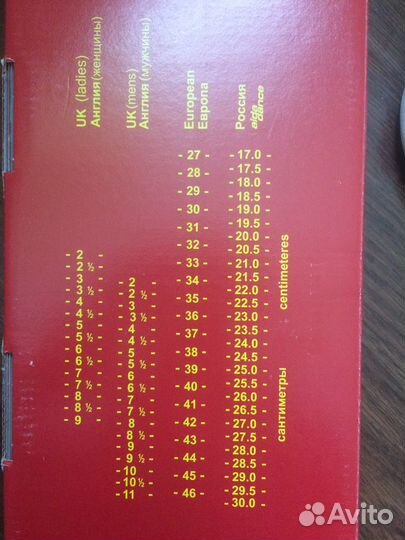 UK (ladies)
Англия (женщины)
- 2 -
- 2 ½ -
- 3 -
- 3 ½ -
- 4 -
- 4 ½ -
- 5 -
- 5 ½ -
- 6 -
- 6 ½ -
- 7 -
- 7 ½ -
- 8 -
- 8 ½ -
- 9 -
UK (mens)
Англия (мужчины)
- 2 -
- 2 ½ -
- 3 -
- 3 ½ -
- 4 -
- 4 ½ -
- 5 -
- 5 ½ -
- 6 -
- 6 ½ -
- 7 -
- 7 ½ -
- 8 -
- 8 ½ -
- 9 -
- 9 ½ -
- 10 -
- 10 ½ -
- 11 -
European
Европа
- 27 -
- 28 -
- 29 -
- 30 -
- 31 -
- 32 -
- 33 -
- 34 -
- 35 -
- 36 -
- 37 -
- 38 -
- 39 -
- 40 -
- 41 -
- 42 -
- 43 -
- 44 -
- 45 -
- 46 -
Россия
aida
dance
- 17.0 -
- 17.5 -
- 18.0 -
- 18.5 -
- 19.0 -
- 19.5 -
- 20.0 -
- 20.5 -
- 21.0 -
- 21.5 -
- 22.0 -
- 22.5 -
- 23.0 -
- 23.5 -
- 24.0 -
- 24.5 -
- 25.0 -
- 25.5 -
- 26.0 -
- 26.5 -
- 27.0 -
- 27.5 -
- 28.0 -
- 28.5 -
- 29.0 -
- 29.5 -
- 30.0 -
сантиметры
centimeteres
Avito